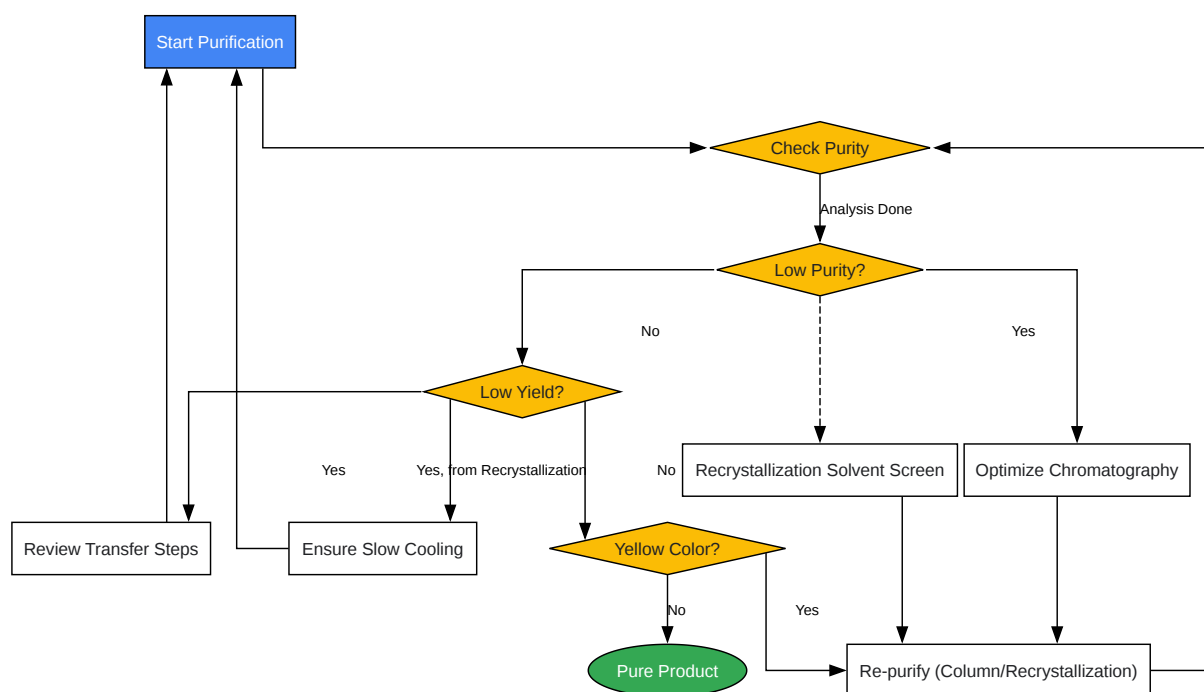 Start Purification
Check Purity
Analysis Done
Low Purity?
No
Yes
Low Yield?
Yes
Yes, from Recrystallization
No
Recrystallization Solvent Screen
Optimize Chromatography
Review Transfer Steps
Ensure Slow Cooling
Yellow Color?
No
Yes
Pure Product
Re-purify (Column/Recrystallization)